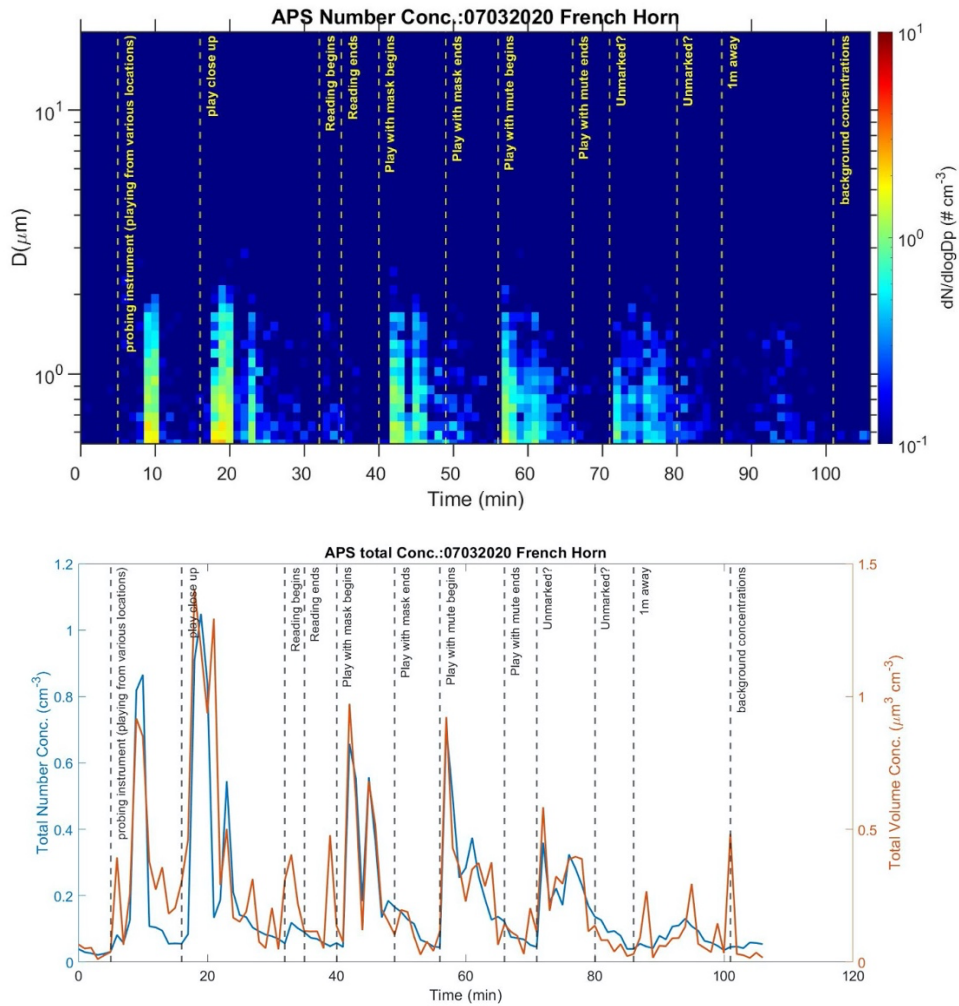 APS Number Conc.:07032020 French Horn
probing instrument (playing from various locations)
play close up
Reading begins
Reading ends
Play with mask begins
Play with mask ends
Play with mute begins
Play with mute ends
Unmarked?
Unmarked?
1m away
background concentrations
D(μm)
10^1
10^0
0 10 20 30 40 50 60 70 80 90 100
Time (min)
10^1
10^0
10^-1
dN/dlogDp (# cm^-3)
APS total Conc.:07032020 French Horn
probing instrument (playing from various locations)
play close up
Reading begins
Reading ends
Play with mask begins
Play with mask ends
Play with mute begins
Play with mute ends
Unmarked?
Unmarked?
1m away
background concentrations
Total Number Conc. (cm^-3)
1.2
1
0.8
0.6
0.4
0.2
0
1.5
1
0.5
0
Total Volume Conc. (μm^3 cm^-3)
0 20 40 60 80 100 120
Time (min)